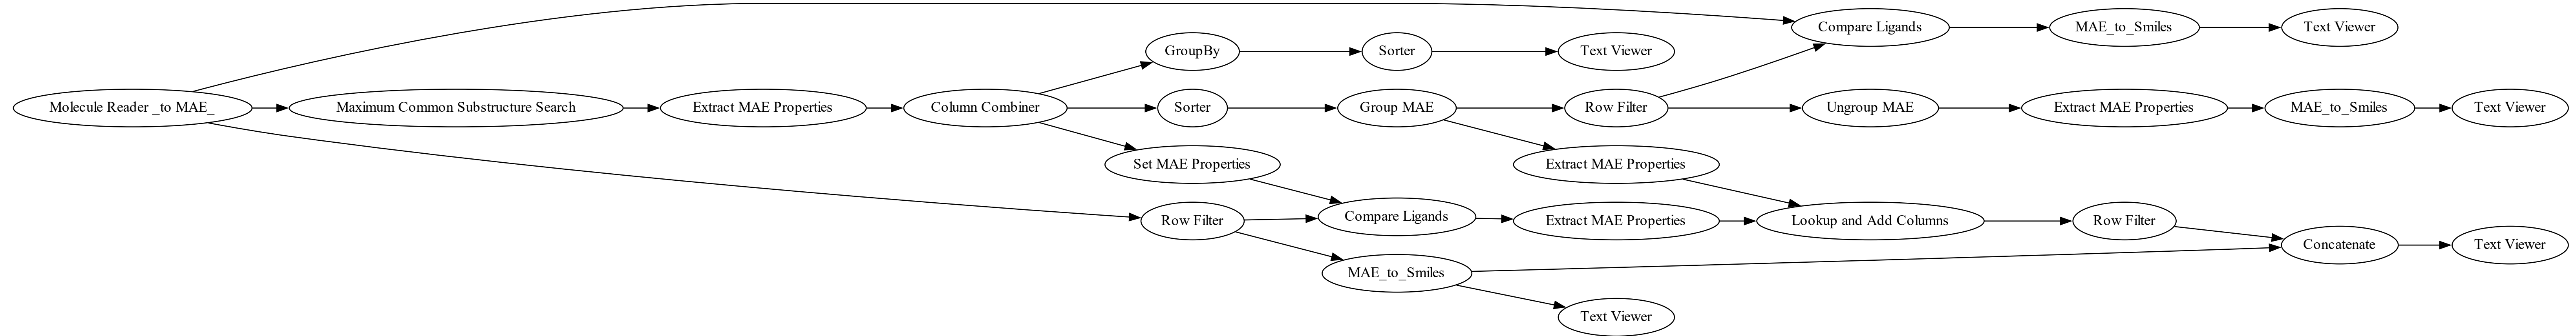 Compare Ligands
MAE_to_Smiles
Text Viewer
GroupBy
Sorter
Text Viewer
Molecule Reader _to MAE_
Maximum Common Substructure Search
Extract MAE Properties
Column Combiner
Sorter
Group MAE
Row Filter
Ungroup MAE
Extract MAE Properties
MAE_to_Smiles
Text Viewer
Set MAE Properties
Extract MAE Properties
Row Filter
Compare Ligands
Extract MAE Properties
Lookup and Add Columns
Row Filter
Concatenate
Text Viewer
MAE_to_Smiles
Text Viewer